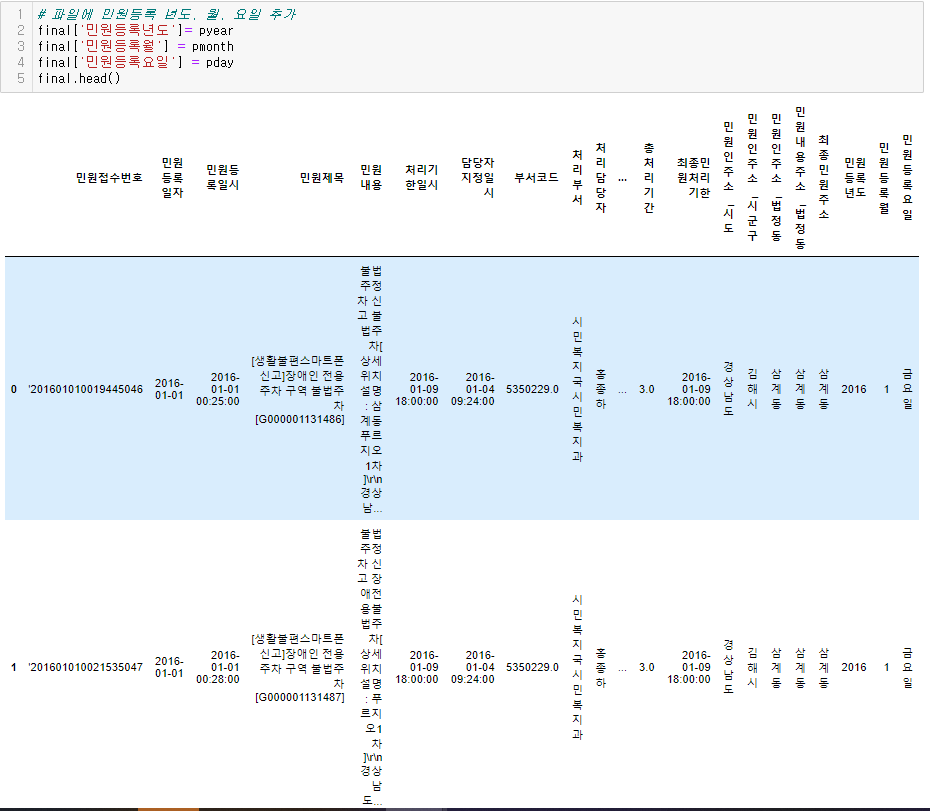 1 # 파일에 민원등록 년도, 월, 요일 추가
2 final['민원등록년도']= pyear
3 final['민원등록월'] = pmonth
4 final['민원등록요일'] = pday
5 final.head()
민원접수번호 민원등록일자 민원등록일시 민원제목 민원내용 처리기한일시 담당자지정일시 부서코드 처리부서 처리담당자 ... 총처리기간 최종민원처리기한 민원인주소_시도 민원인주소_시군구 민원인주소_법정동 민원내용주소_법정동 최종민원주소 민원등록년도 민원등록월 민원등록요일
0 '201601010019445046 2016-01-01 2016-01-01 00:25:00 [생활불편스마트폰신고]장애인 전용주차 구역 불법주차[G000001131486] 불법주정차 신고 불법주차[상세위치설명 : 삼계동푸르지오1차]\r\n경상남... 2016-01-09 18:00:00 2016-01-04 09:24:00 5350229.0 시민복지국시민복지과 홍종하 ... 3.0 2016-01-09 18:00:00 경상남도 김해시 삼계동 삼계동 삼계동 2016 1 금요일
1 '201601010021535047 2016-01-01 2016-01-01 00:28:00 [생활불편스마트폰신고]장애인 전용주차 구역 불법주차[G000001131487] 불법주정차 신고 장애전용불법주차[상세위치설명 : 푸르지오1차]\r\n경상남도... 2016-01-09 18:00:00 2016-01-04 09:24:00 5350229.0 시민복지국시민복지과 홍종하 ... 3.0 2016-01-09 18:00:00 경상남도 김해시 삼계동 삼계동 삼계동 2016 1 금요일